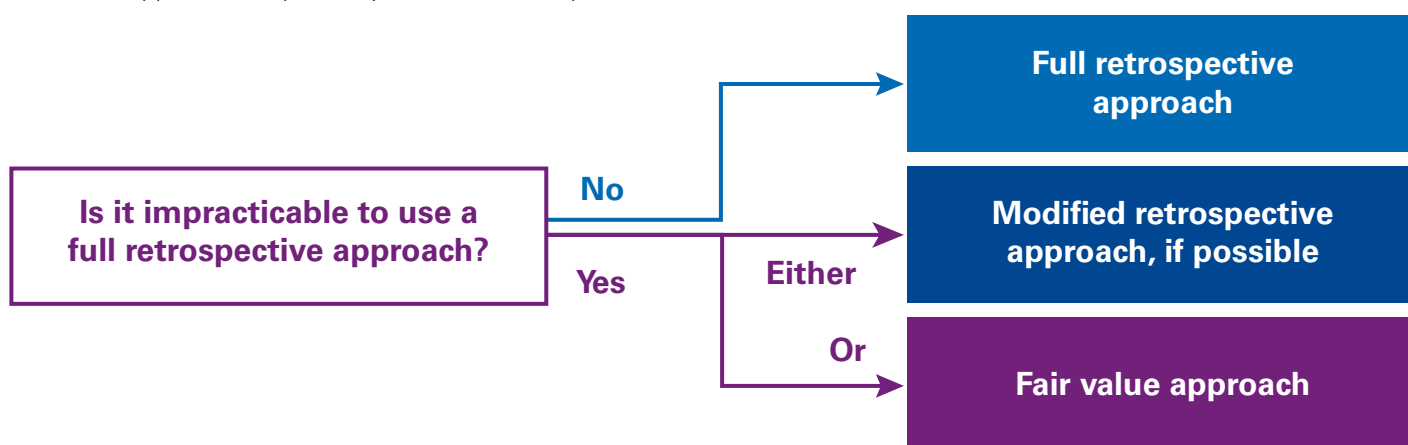 Is it impracticable to use a
full retrospective approach?
No
Yes
Either
Or
Full retrospective
approach
Modified retrospective
approach, if possible
Fair value approach